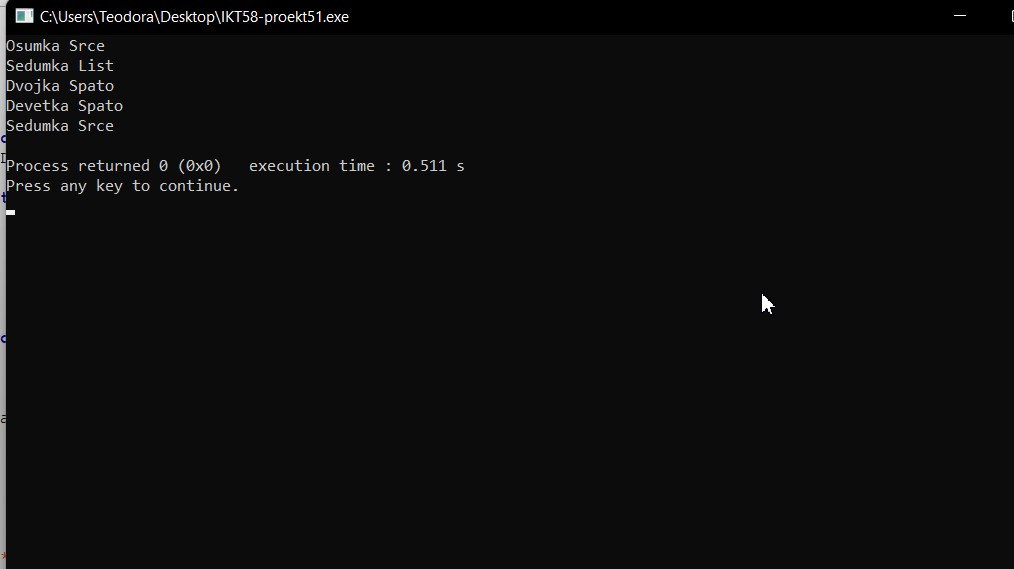 C:\Users\Teodora\Desktop\IKT58-proekt51.exe
Osumka Srce
Sedumka List
Dvojka Spato
Devetka Spato
Sedumka Srce
Process returned 0 (0x0)   execution time : 0.511 s
Press any key to continue.